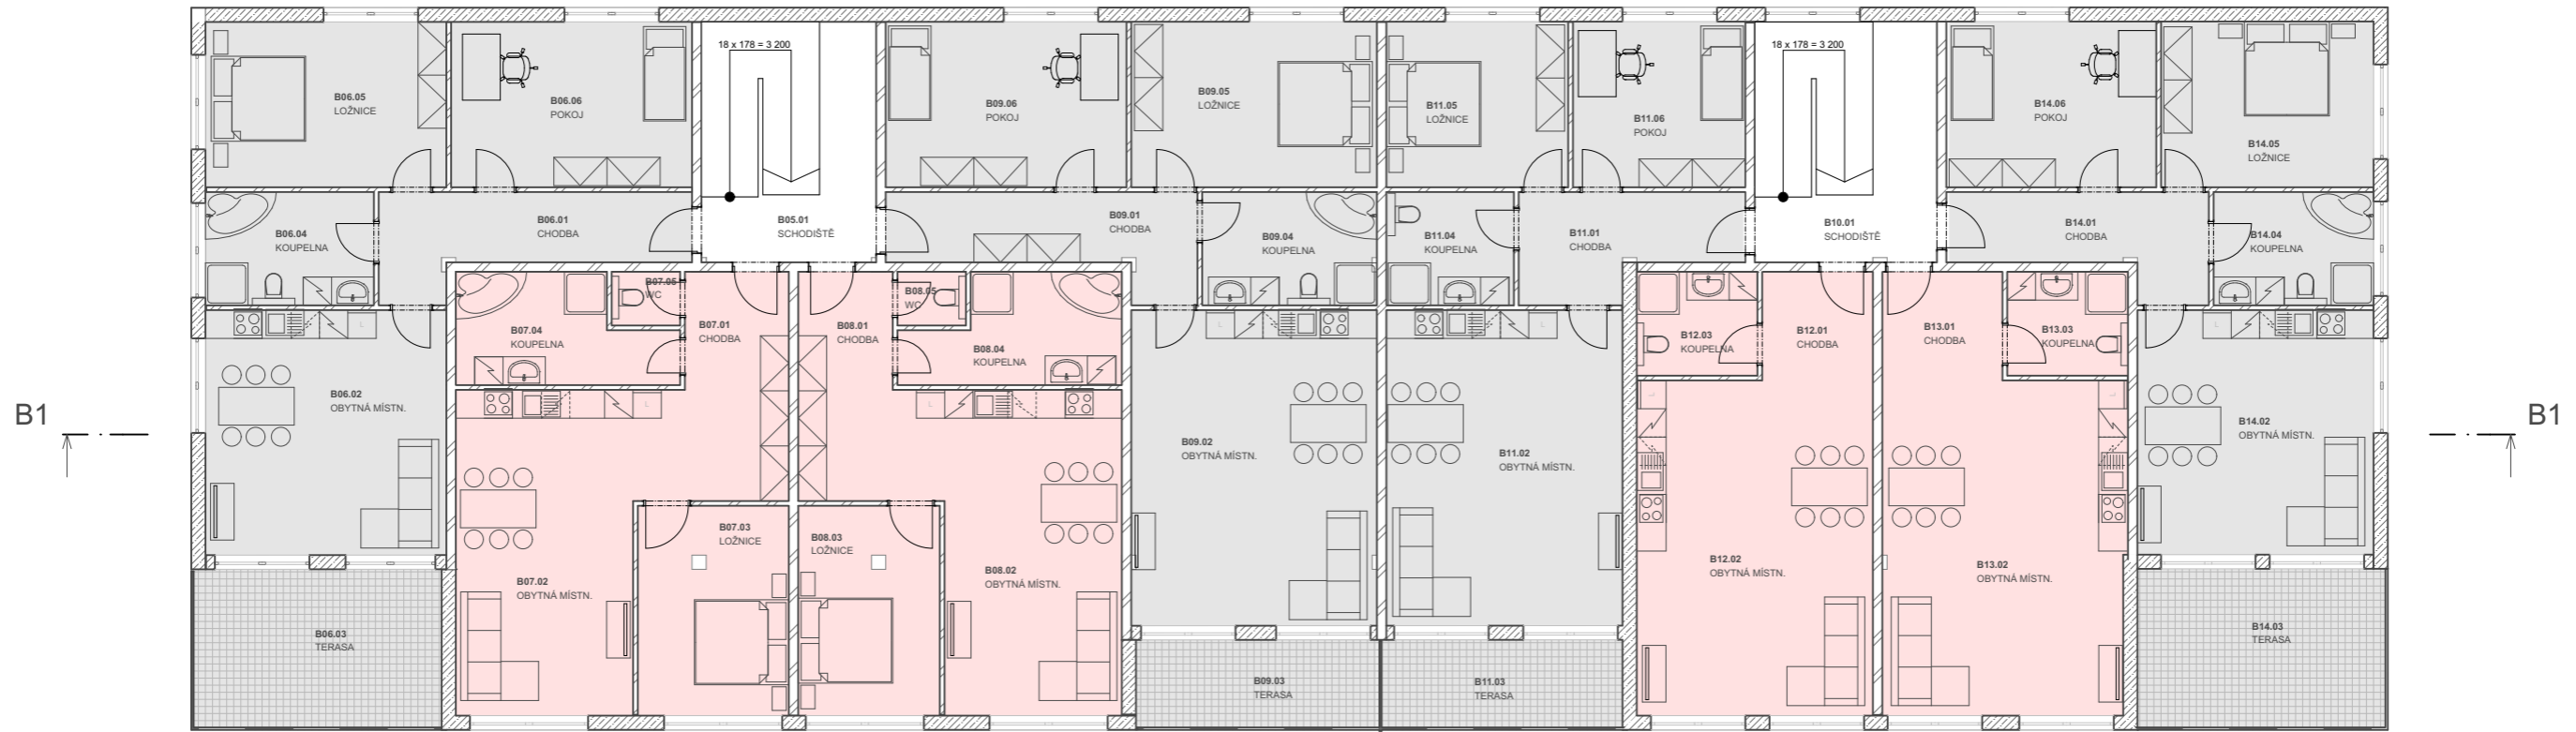 18 x 178 = 3 200
18 x 178 = 3 200
B06.05
LOŽNICE
B06.06
POKOJ
B09.06
POKOJ
B09.05
LOŽNICE
B11.05
LOŽNICE
B11.06
POKOJ
B14.06
POKOJ
B14.05
LOŽNICE
B06.04
KOUPELNA
B06.01
CHODBA
B05.01
SCHODIŠTĚ
B09.01
CHODBA
B09.04
KOUPELNA
B11.04
KOUPELNA
B11.01
CHODBA
B10.01
SCHODIŠTĚ
B14.01
CHODBA
B14.04
KOUPELNA
B07.05
WC
B08.05
WC
B07.04
KOUPELNA
B07.01
CHODBA
B08.01
CHODBA
B08.04
KOUPELNA
B12.03
KOUPELNA
B12.01
CHODBA
B13.01
CHODBA
B13.03
KOUPELNA
B06.02
OBYTNÁ MÍSTN.
B1
B1
B09.02
OBYTNÁ MÍSTN.
B11.02
OBYTNÁ MÍSTN.
B14.02
OBYTNÁ MÍSTN.
B07.03
LOŽNICE
B08.03
LOŽNICE
B07.02
OBYTNÁ MÍSTN.
B08.02
OBYTNÁ MÍSTN.
B12.02
OBYTNÁ MÍSTN.
B13.02
OBYTNÁ MÍSTN.
B06.03
TERASA
B09.03
TERASA
B11.03
TERASA
B14.03
TERASA